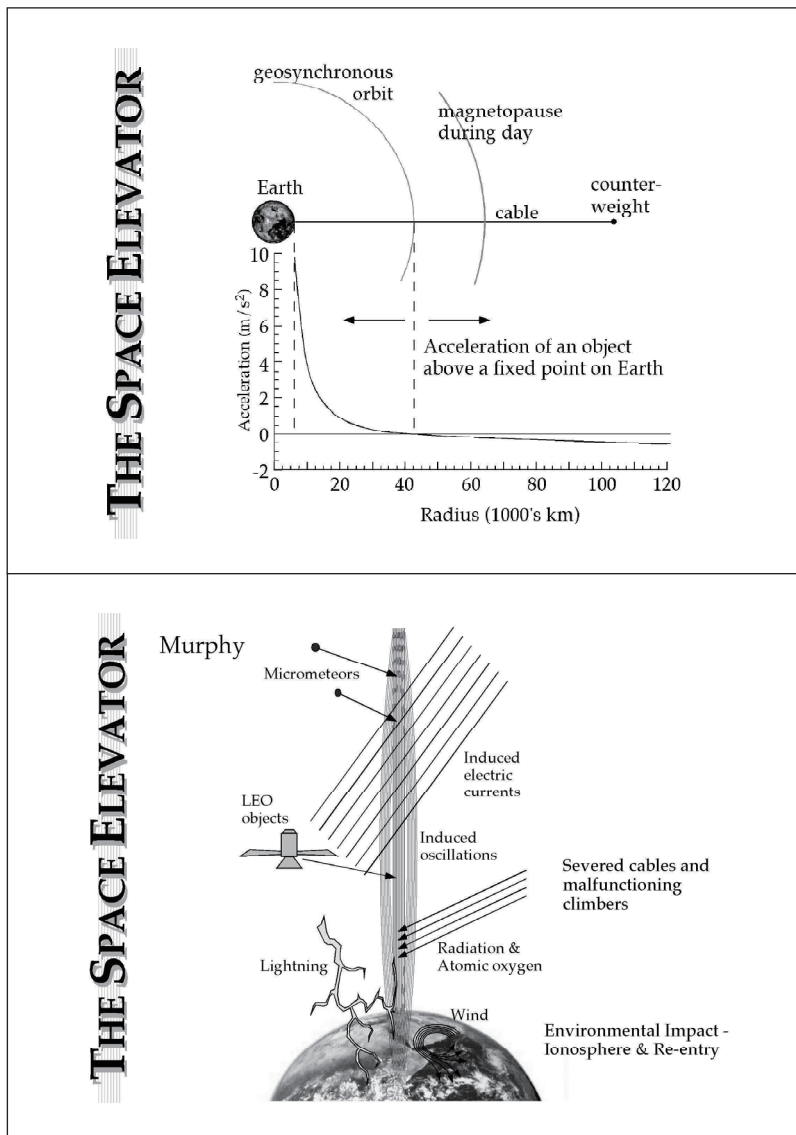 THE SPACE ELEVATOR
geosynchronous
orbit
magnetopause
during day
Earth
counter-
weight
cable
10
8
6
4
2
0
-2
Acceleration (m/s²)
Acceleration of an object
above a fixed point on Earth
0 20 40 60 80 100 120
Radius (1000's km)
THE SPACE ELEVATOR
Murphy
Micrometeors
Induced
electric
currents
LEO
objects
Induced
oscillations
Severed cables and
malfunctioning
climbers
Radiation &
Atomic oxygen
Lightning
Wind
Environmental Impact -
Ionosphere & Re-entry